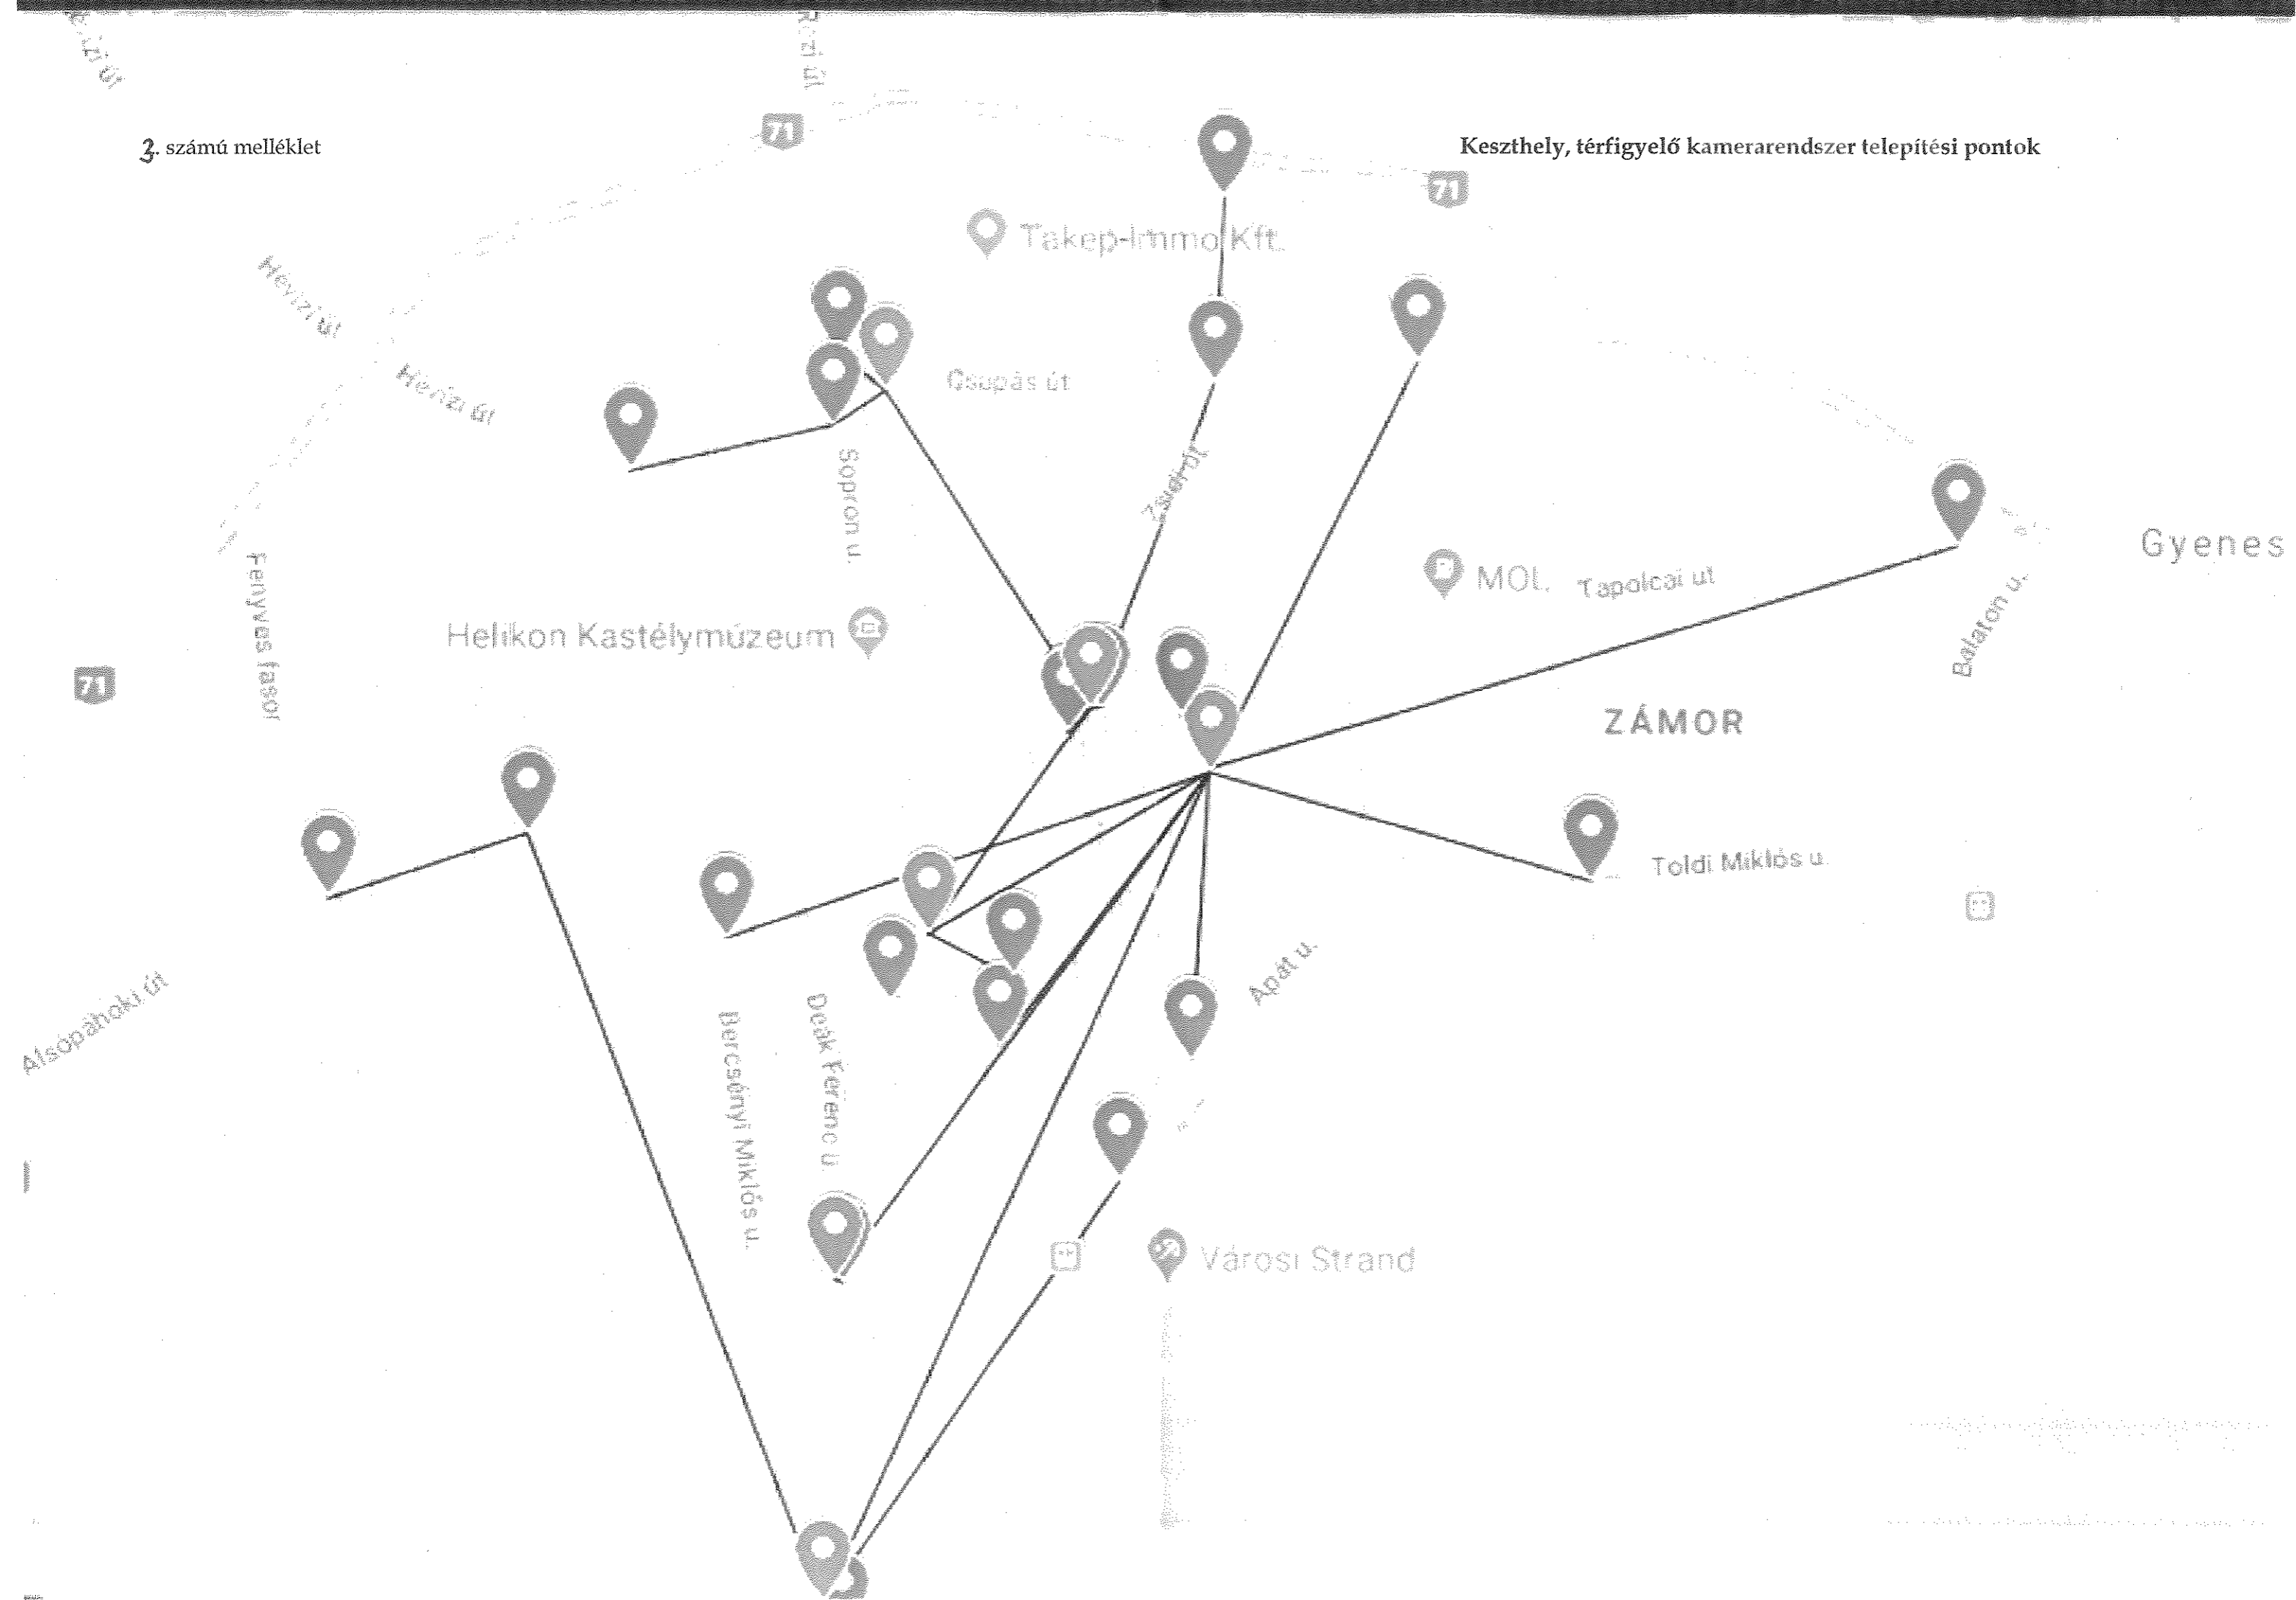 71
3. számú melléklet
Keszthely, térfigyelő kamerarendszer telepítési pontok
71
Takep-Immo Kft.
Hévízi út
Hévízi út
Csapás út
Sopron u.
Zsidi út
MOL
Tapolcai út
Gyenes
Balaton u.
Fenyves fasor
Helikon Kastélymúzeum
71
ZÁMOR
Toldi Miklós u.
Alsópáhoki út
Apát u.
Deák Ferenc u.
Bercsényi Miklós u.
Városi Strand